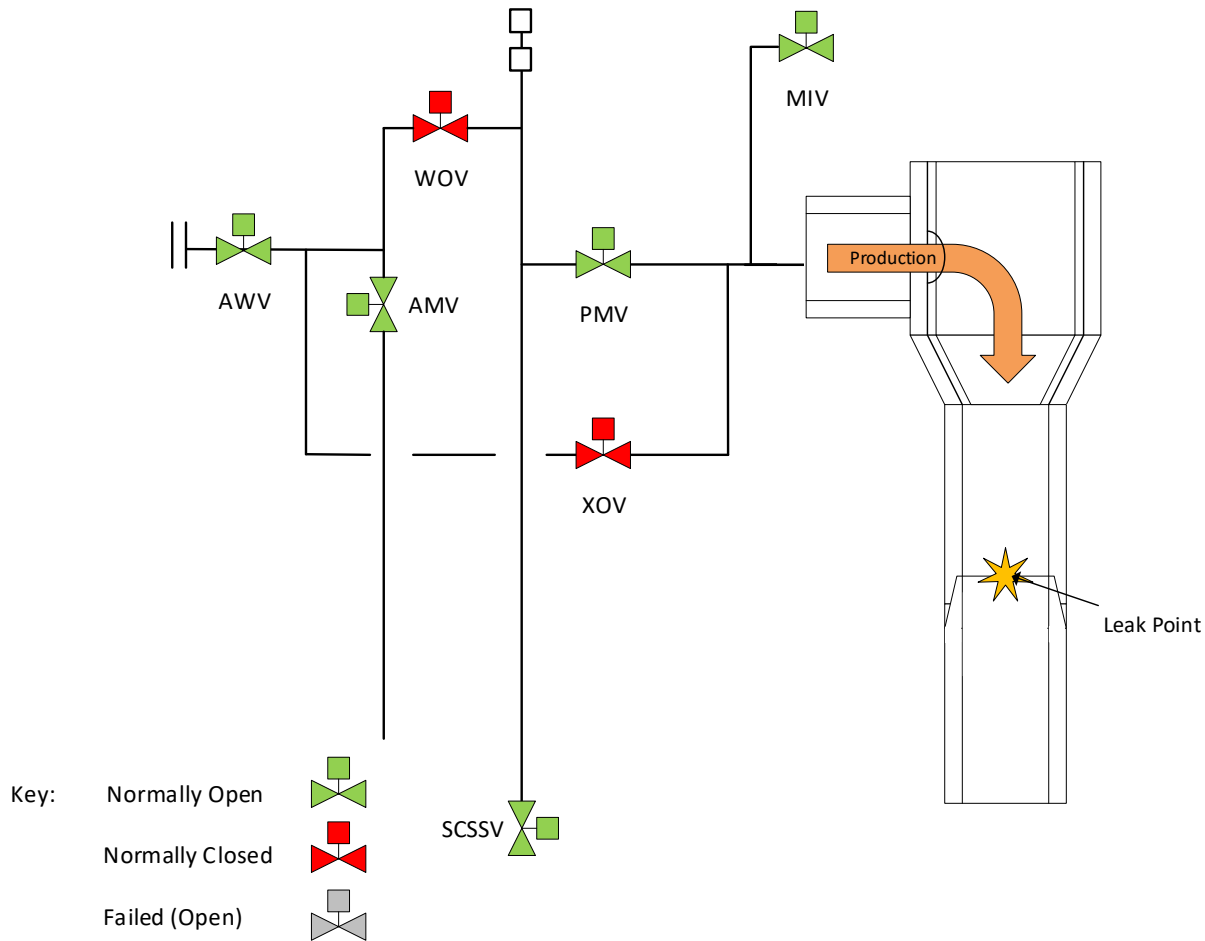 MIV
WOV
Production
AWV
AMV
PMV
XOV
Leak Point
Key:
Normally Open
SCSSV
Normally Closed
Failed (Open)